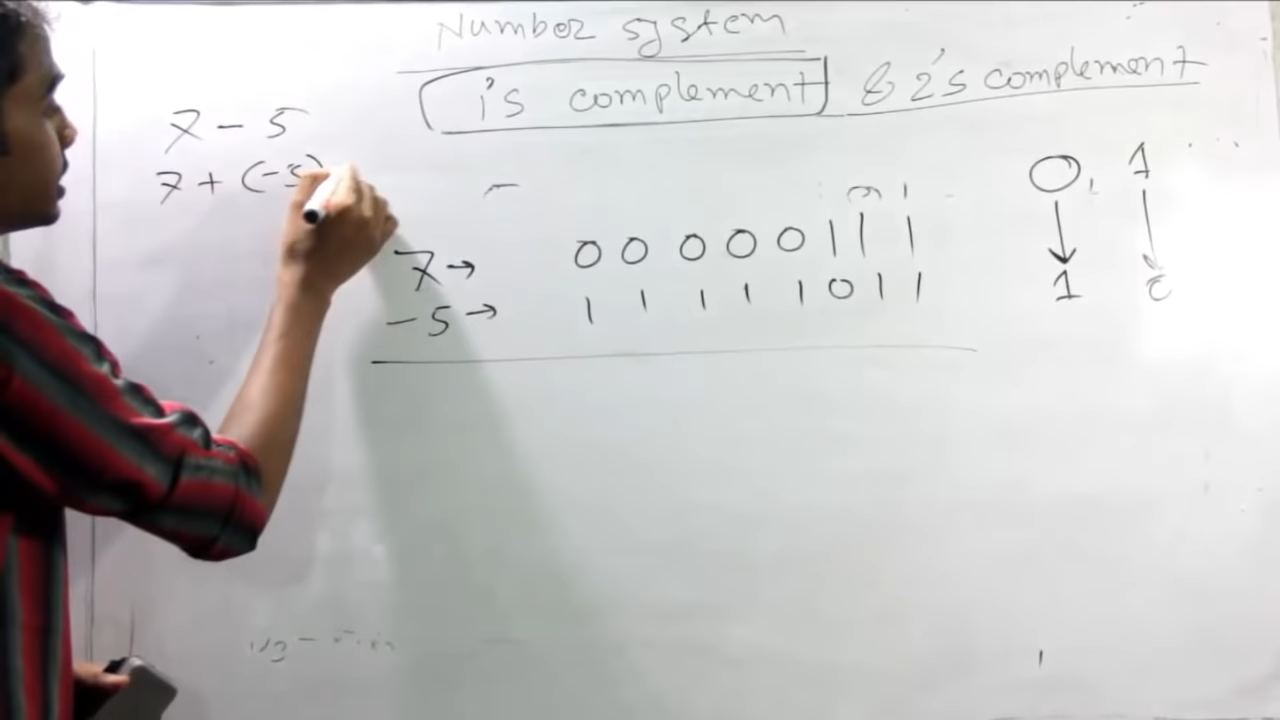 Number system
1's complement & 2's complement
7 - 5
7 + (-5)
0, 1 ...
7 → 0 0 0 0 0 1 1 1
-5 → 1 1 1 1 1 0 1 1
1 0